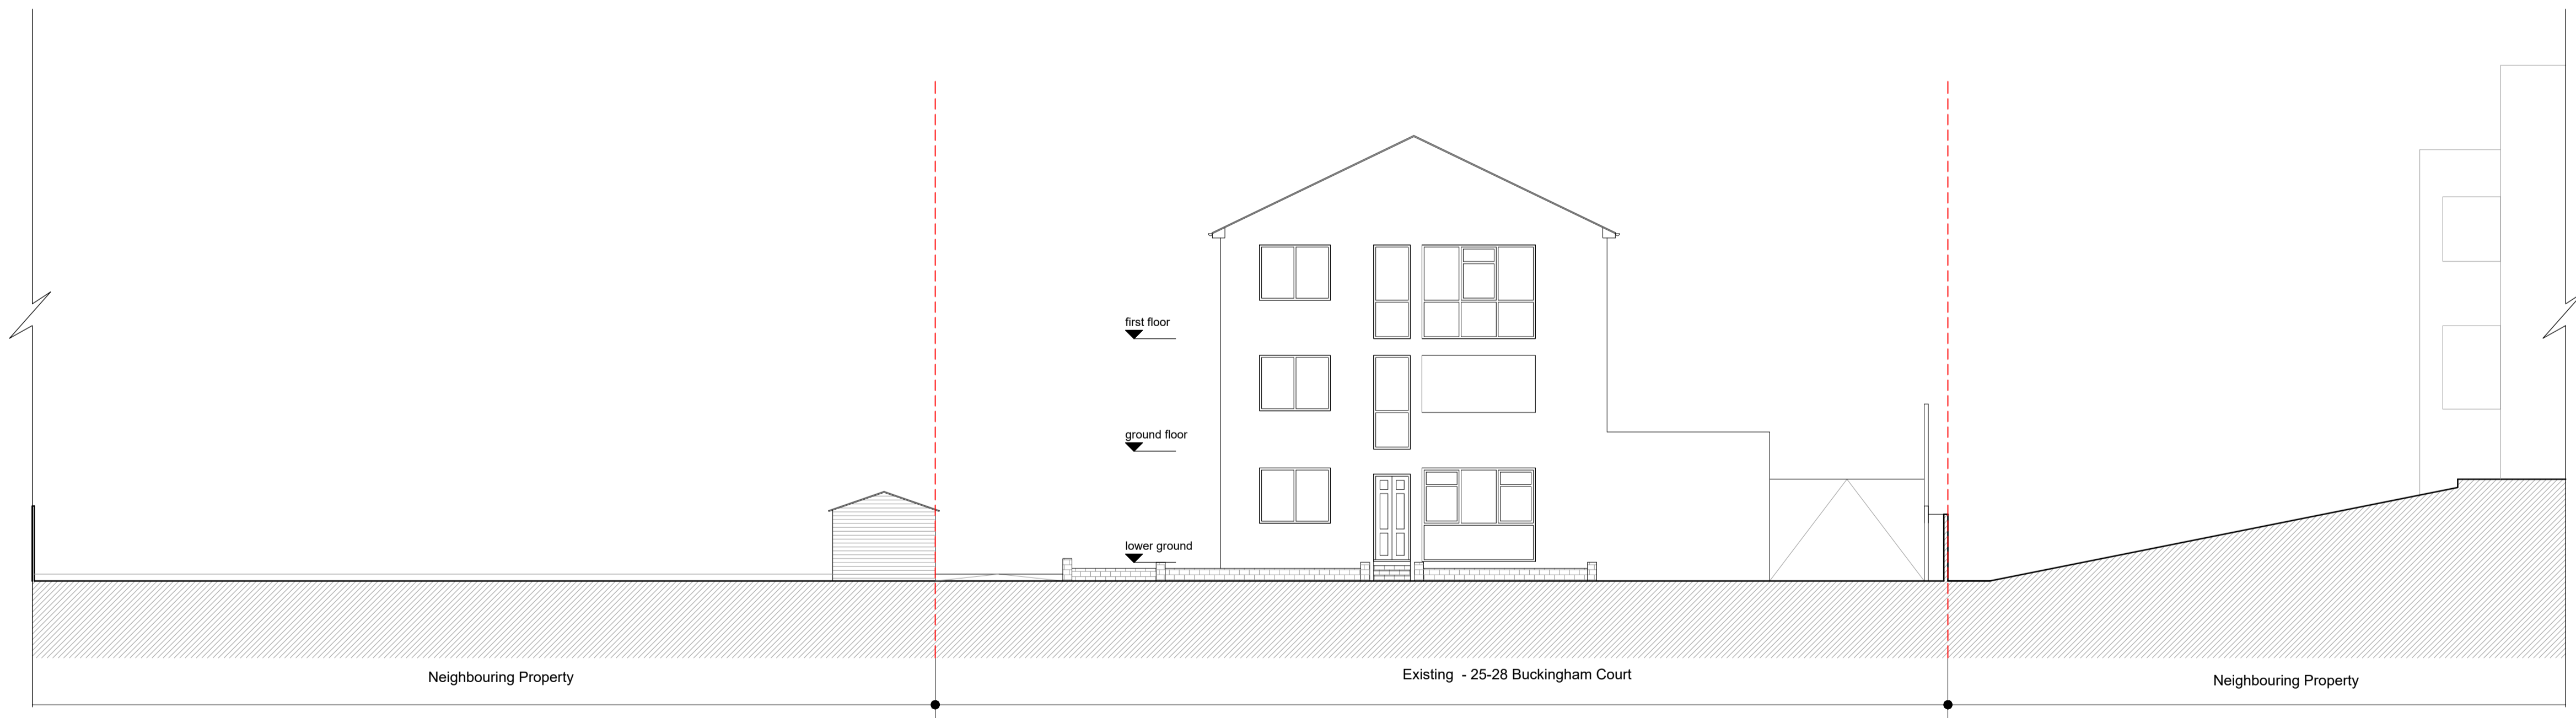 first floor
ground floor
lower ground
Neighbouring Property
Existing - 25-28 Buckingham Court
Neighbouring Property